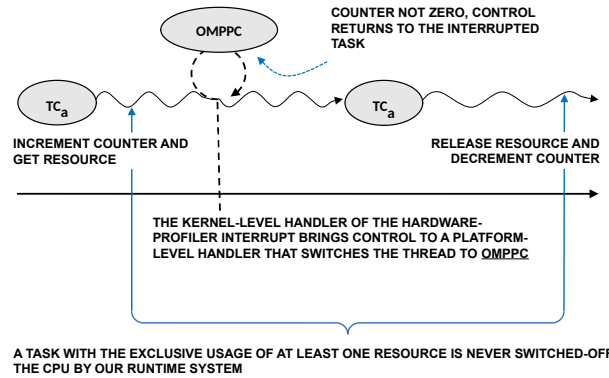 COUNTER NOT ZERO, CONTROL
RETURNS TO THE INTERRUPTED
TASK
OMPPC
TCa
TCa
INCREMENT COUNTER AND
GET RESOURCE
RELEASE RESOURCE AND
DECREMENT COUNTER
THE KERNEL-LEVEL HANDLER OF THE HARDWARE-
PROFILER INTERRUPT BRINGS CONTROL TO A PLATFORM-
LEVEL HANDLER THAT SWITCHES THE THREAD TO OMPPC
A TASK WITH THE EXCLUSIVE USAGE OF AT LEAST ONE RESOURCE IS NEVER SWITCHED-OFF
THE CPU BY OUR RUNTIME SYSTEM